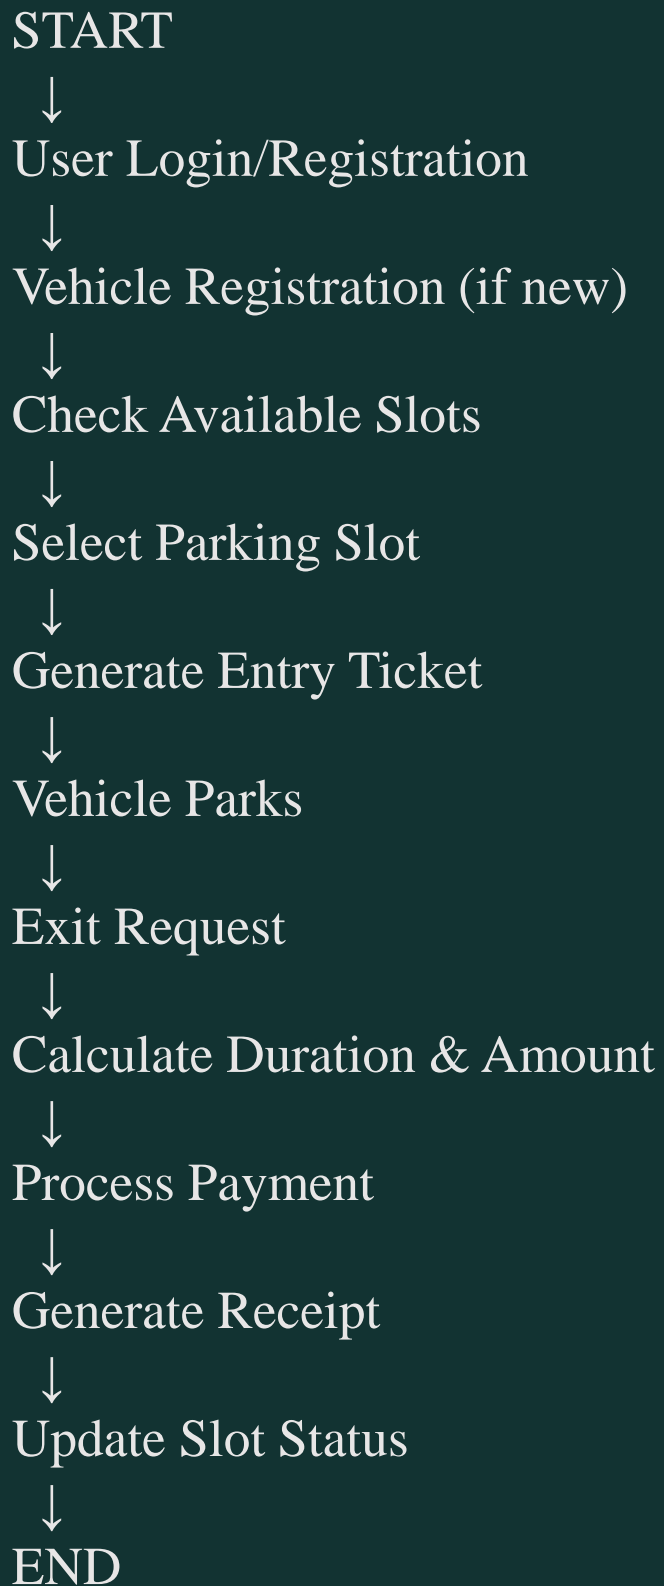 START
↓
User Login/Registration
↓
Vehicle Registration (if new)
↓
Check Available Slots
↓
Select Parking Slot
↓
Generate Entry Ticket
↓
Vehicle Parks
↓
Exit Request
↓
Calculate Duration & Amount
↓
Process Payment
↓
Generate Receipt
↓
Update Slot Status
↓
END